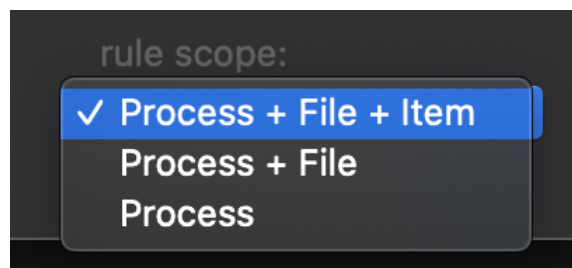 rule scope:
✓ Process + File + Item
Process + File
Process